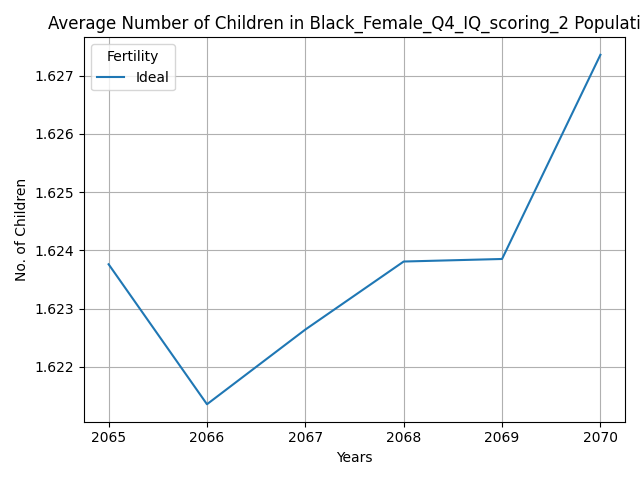 Average Number of Children in Black_Female_Q4_IQ_scoring_2 Populati
Fertility
Ideal
1.627
1.626
1.625
1.624
1.623
1.622
No. of Children
2065 2066 2067 2068 2069 2070
Years